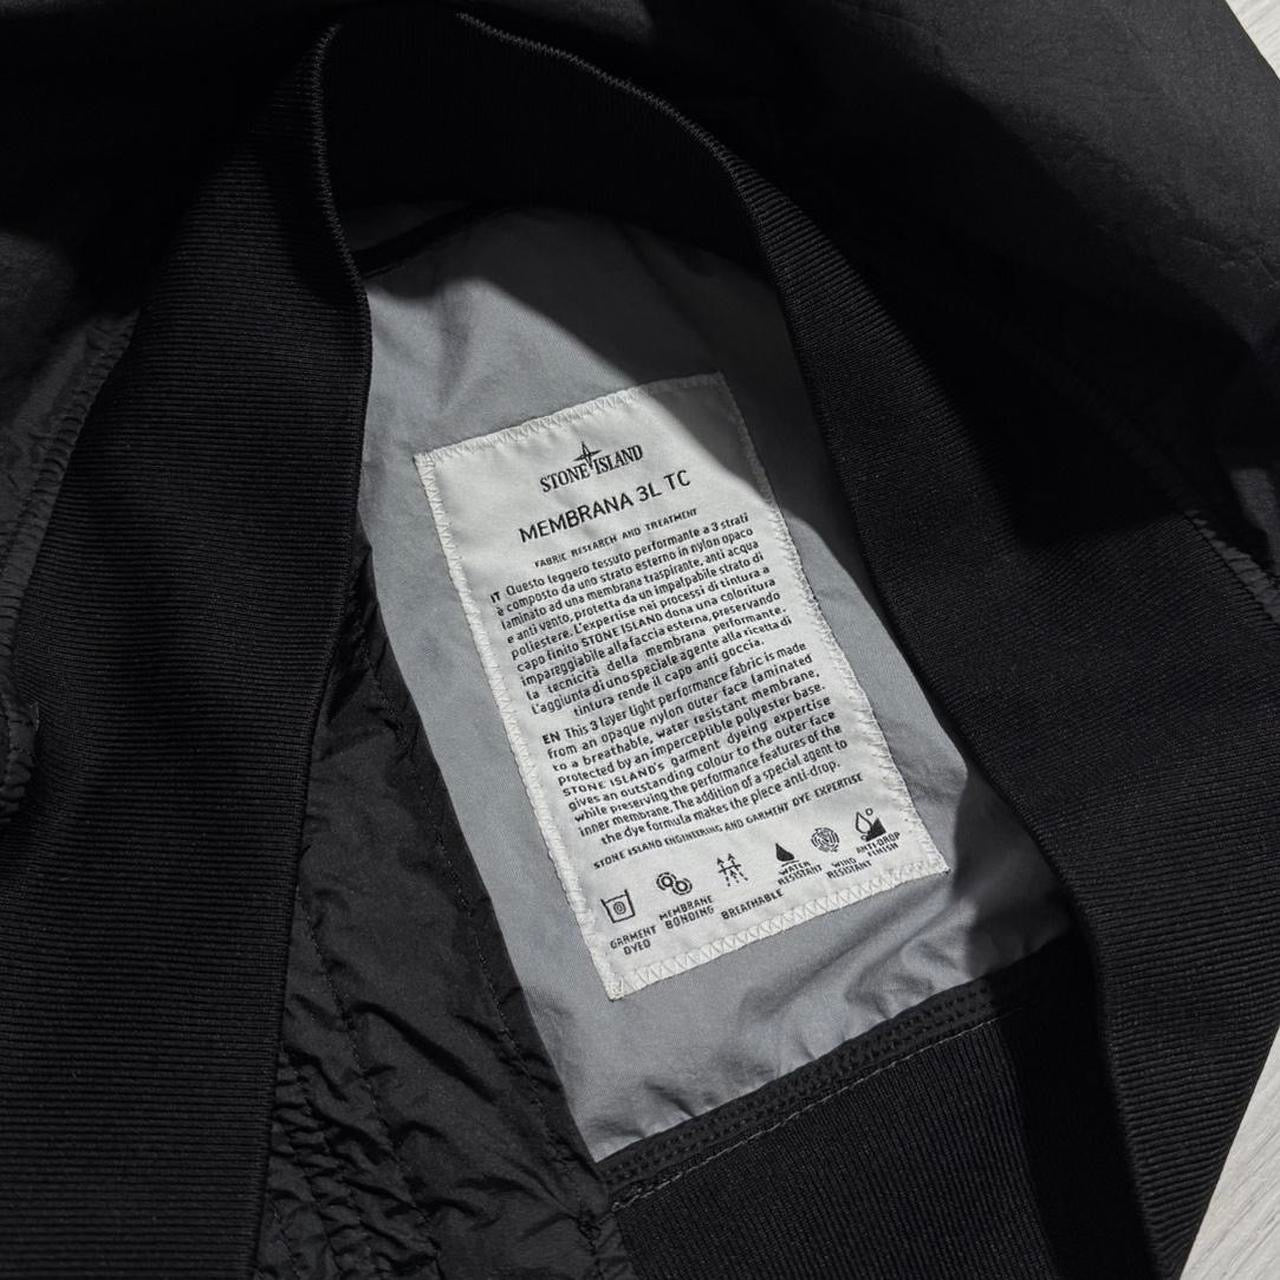 STONE ISLAND
MEMBRANA 3L TC
FABRIC RESEARCH AND TREATMENT
IT Questo leggero tessuto performante a 3 strati
è composto da uno strato esterno in nylon opaco
laminato ad una membrana traspirante, anti acqua
e anti vento, protetta da un impalpabile strato di
poliestere. L'expertise nei processi di tintura a
capo finito STONE ISLAND dona una coloritura
impareggiabile alla faccia esterna, preservando
la tecnicità della membrana performante.
L'aggiunta di uno speciale agente alla ricetta di
tintura rende il capo anti goccia.
EN This 3 layer light performance fabric is made
from an opaque nylon outer face laminated
to a breathable, water resistant membrane,
protected by an imperceptible polyester base.
STONE ISLAND's garment dyeing expertise
gives an outstanding colour to the outer face
while preserving the performance features of the
inner membrane. The addition of a special agent to
the dye formula makes the piece anti-drop.
STONE ISLAND ENGINEERING AND GARMENT DYE EXPERTISE
GARMENT
DYED
MEMBRANE
BONDING
BREATHABLE
WATER
RESISTANT
WIND
RESISTANT
ANTI-DROP
FINISH